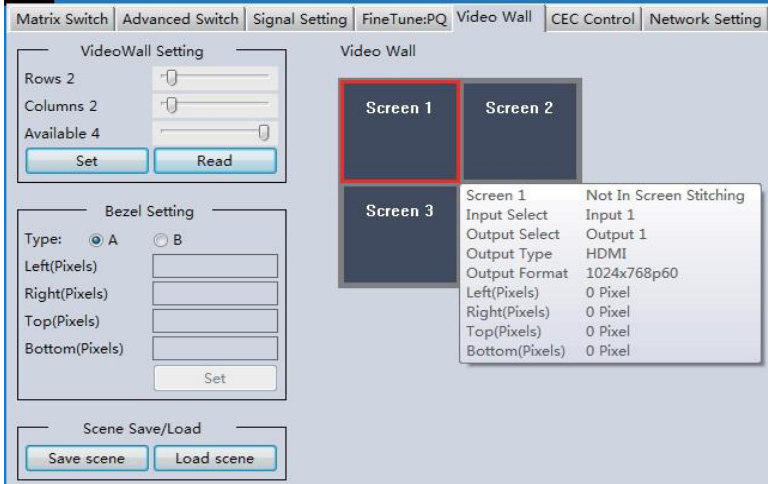 Matrix Switch Advanced Switch Signal Setting FineTune:PQ Video Wall CEC Control Network Setting
VideoWall Setting
Rows 2
Columns 2
Available 4
Set Read
Bezel Setting
Type: A B
Left(Pixels)
Right(Pixels)
Top(Pixels)
Bottom(Pixels)
Set
Scene Save/Load
Save scene Load scene
Video Wall
Screen 1 Screen 2
Screen 3
Screen 1 Not In Screen Stitching
Input Select Input 1
Output Select Output 1
Output Type HDMI
Output Format 1024x768p60
Left(Pixels) 0 Pixel
Right(Pixels) 0 Pixel
Top(Pixels) 0 Pixel
Bottom(Pixels) 0 Pixel